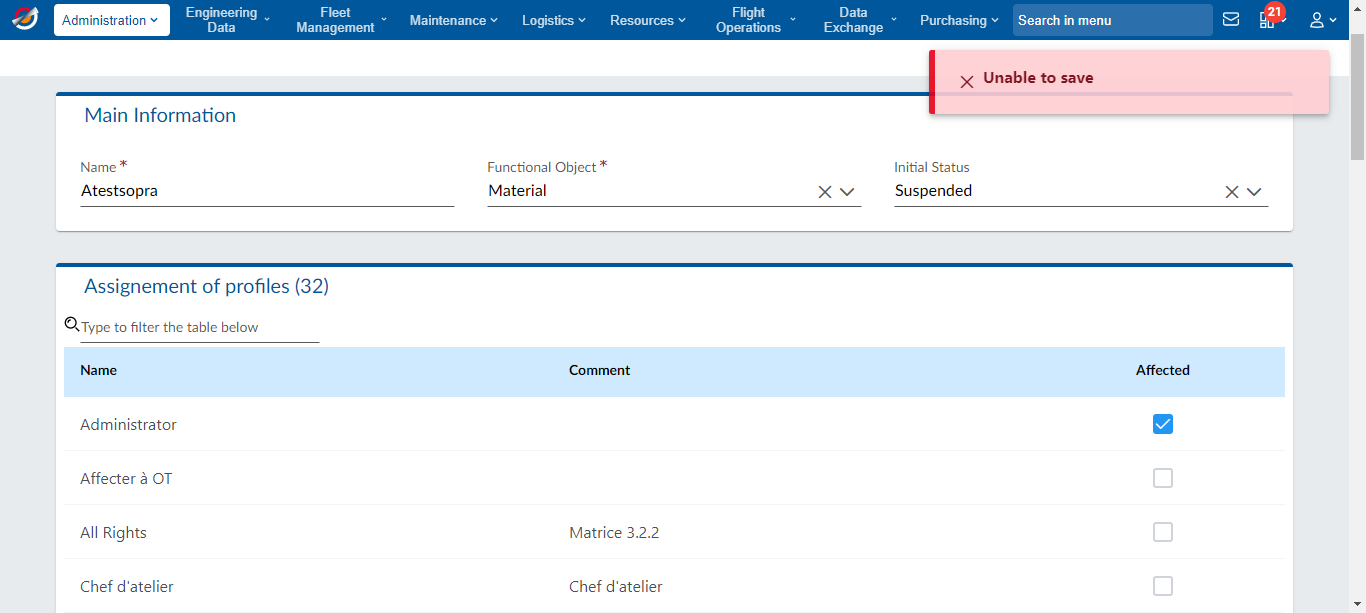 Administration
Engineering
Data
Fleet
Management
Maintenance
Logistics
Resources
Flight
Operations
Data
Exchange
Purchasing
Search in menu
21
Unable to save
Main Information
Name *
Functional Object *
Initial Status
Atestsopra
Material
Suspended
Assignement of profiles (32)
Type to filter the table below
Name Comment Affected
Administrator
Affecter à OT
All Rights Matrice 3.2.2
Chef d'atelier Chef d'atelier